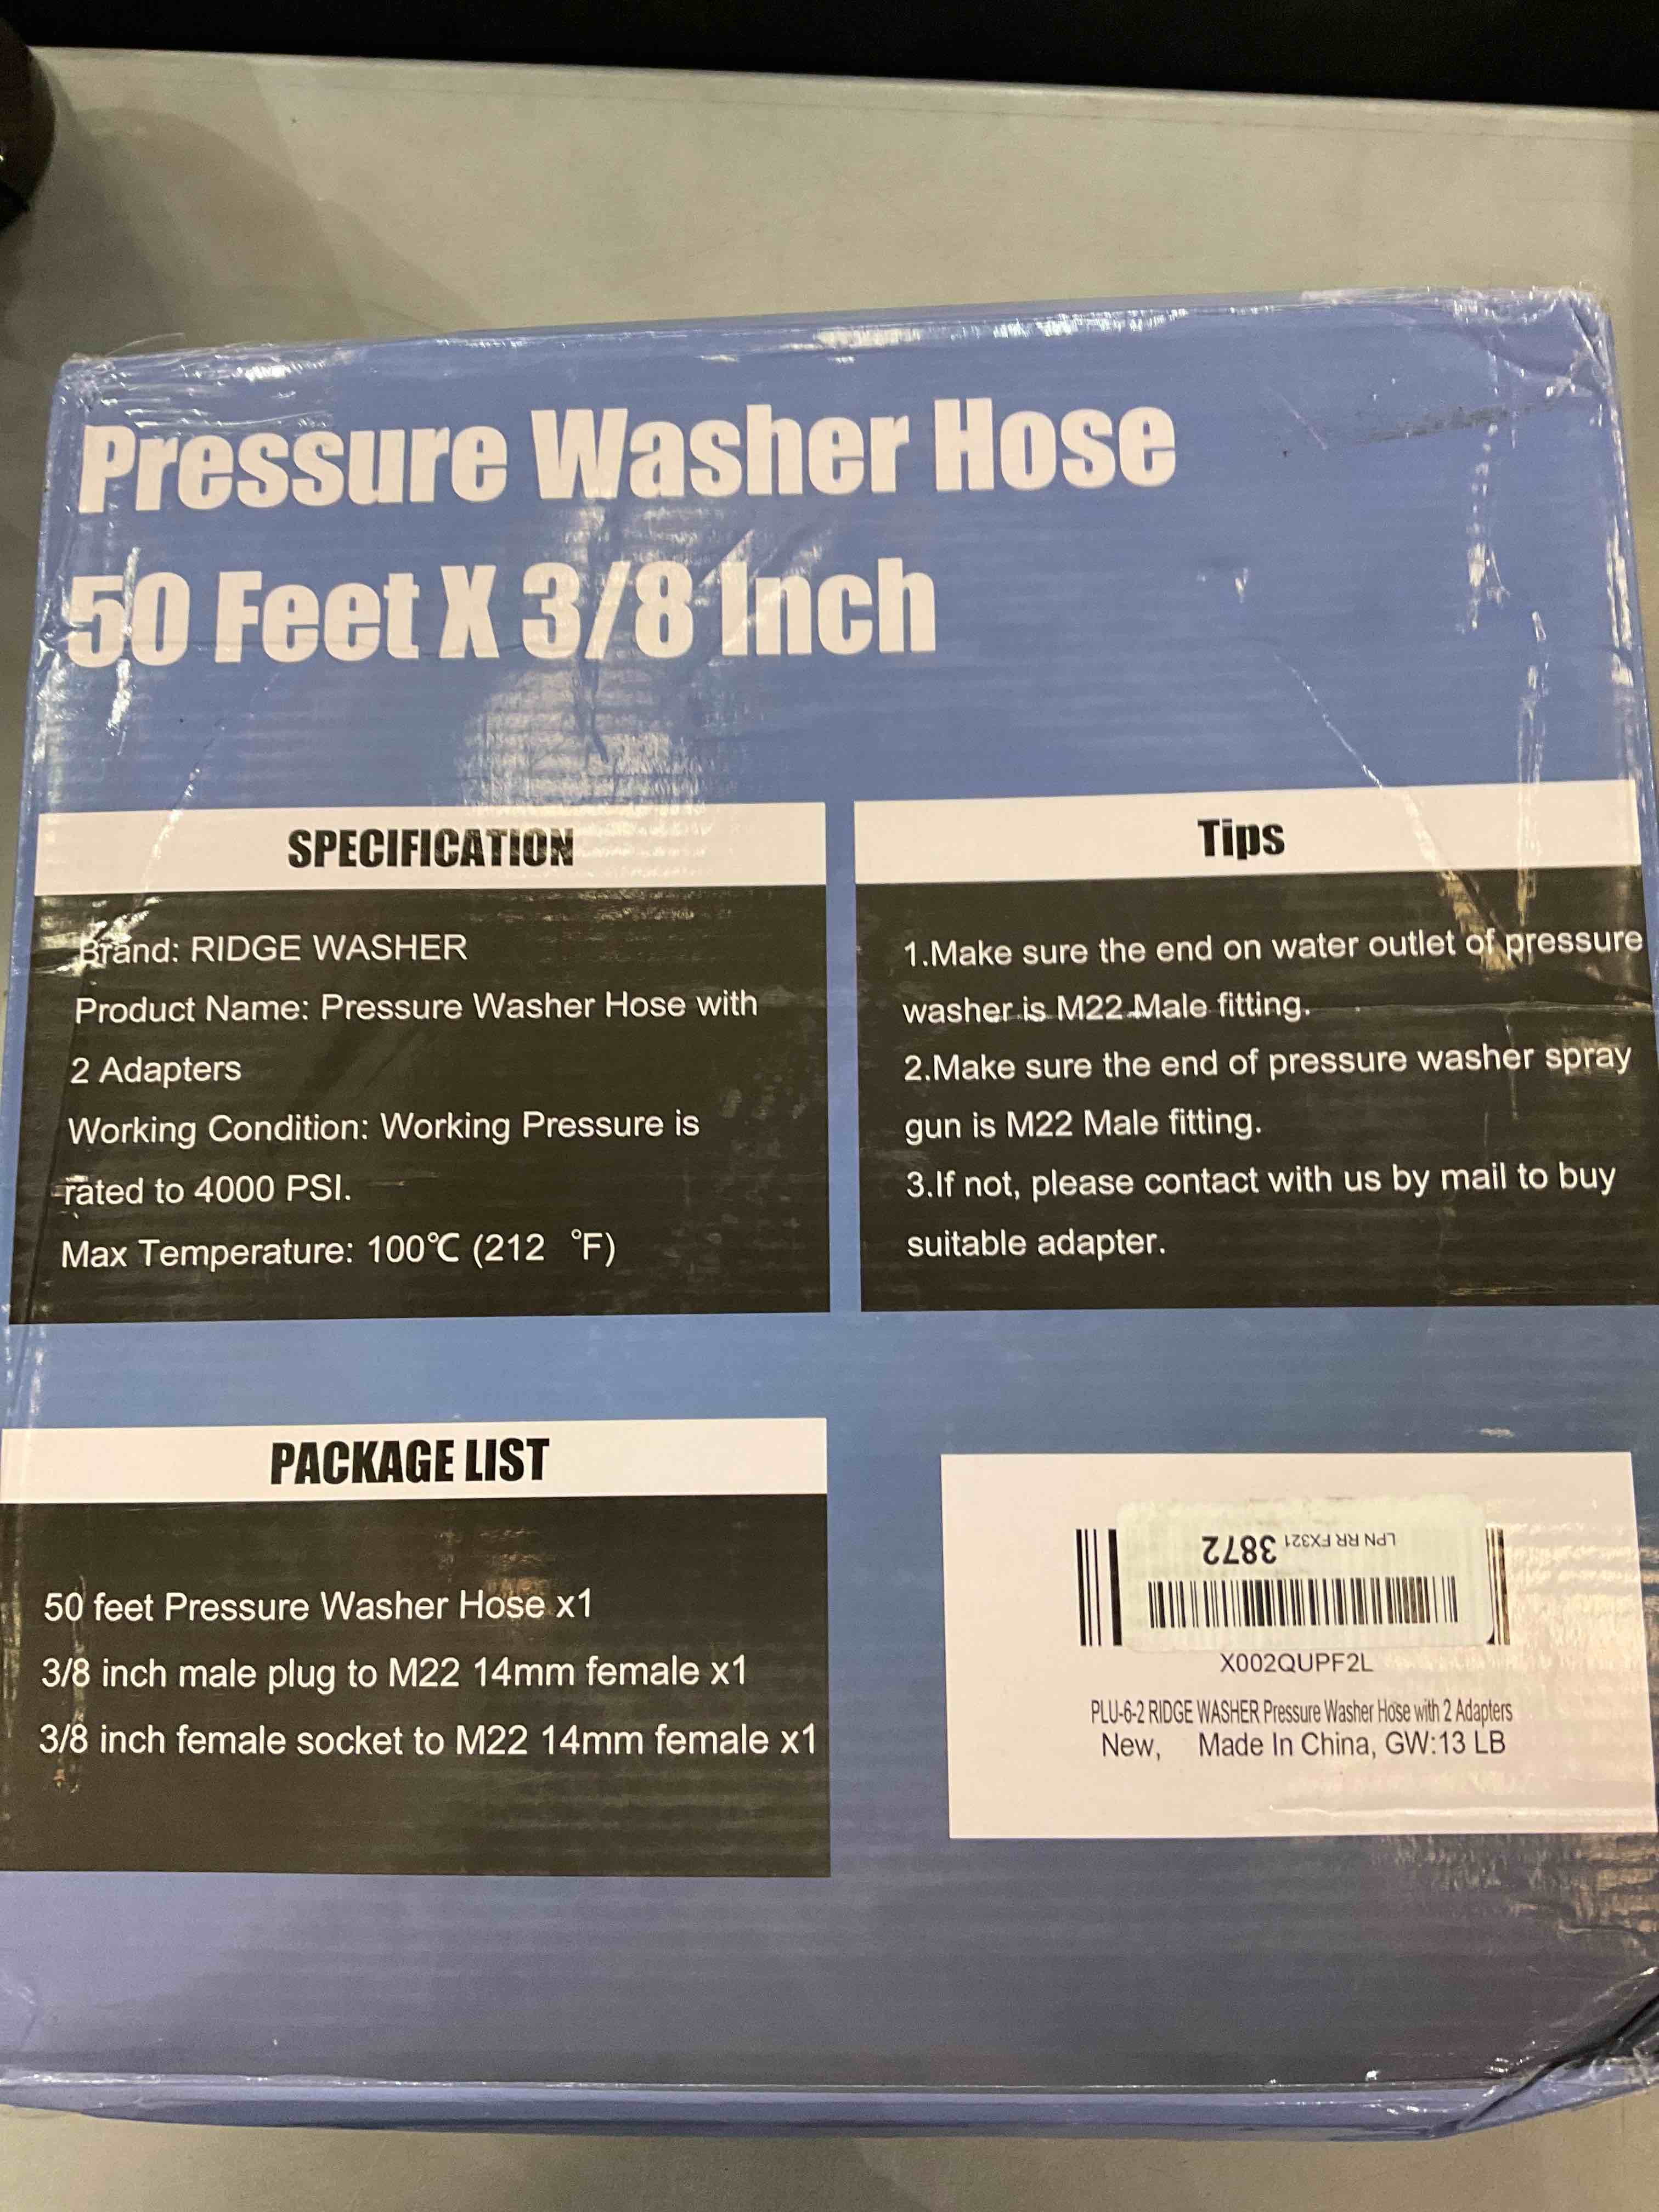 Pressure Washer Hose
50 Feet X 3/8 Inch
SPECIFICATION
Brand: RIDGE WASHER
Product Name: Pressure Washer Hose with
2 Adapters
Working Condition: Working Pressure is
rated to 4000 PSI.
Max Temperature: 100℃ (212 °F)
Tips
1.Make sure the end on water outlet of pressure
washer is M22 Male fitting.
2.Make sure the end of pressure washer spray
gun is M22 Male fitting.
3.If not, please contact with us by mail to buy
suitable adapter.
PACKAGE LIST
50 feet Pressure Washer Hose x1
3/8 inch male plug to M22 14mm female x1
3/8 inch female socket to M22 14mm female x1
LPN RR FX321 3872
X002QUPF2L
PLU-6-2 RIDGE WASHER Pressure Washer Hose with 2 Adapters
New, Made In China, GW:13 LB